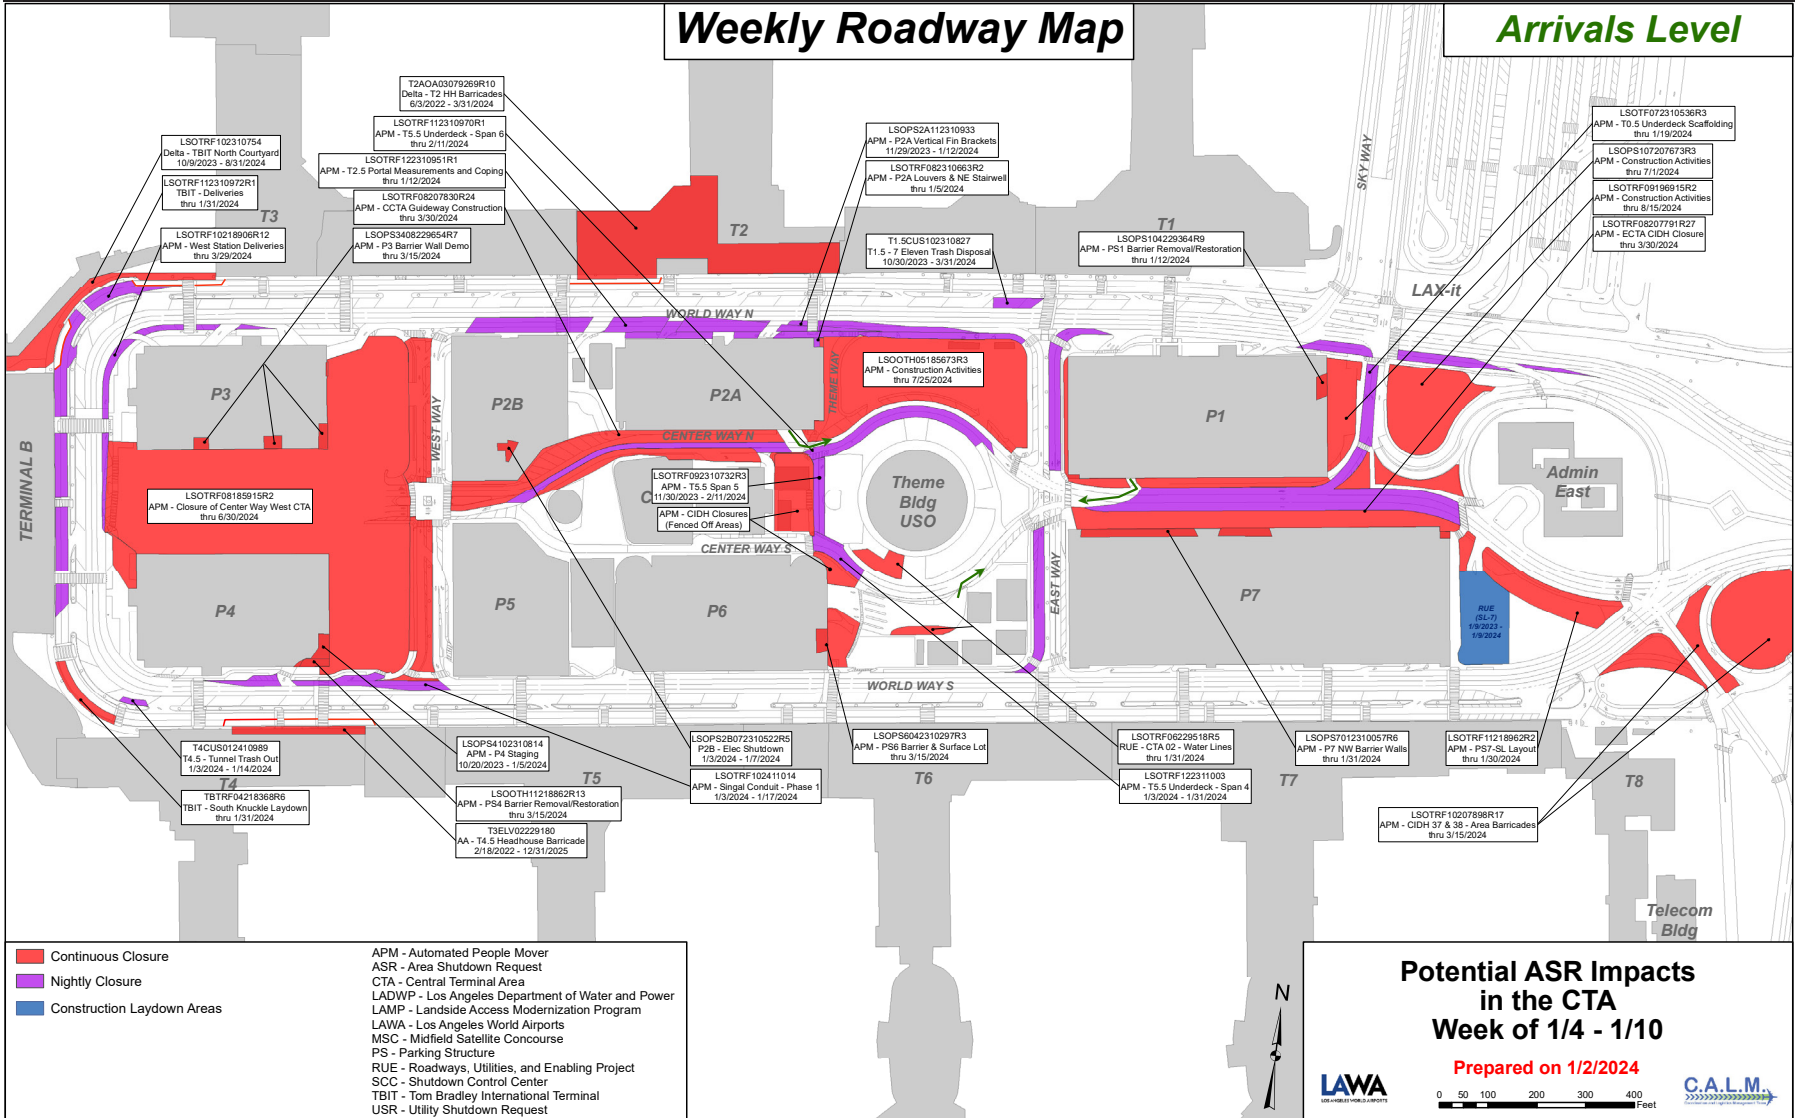 Weekly Roadway Map
Arrivals Level
T2AOA03079269R10
Delta - T2 HH Barricades
6/3/2022 - 3/31/2024
LSOTRF112310970R1
APM - T5.5 Underdeck - Span 6
thru 2/11/2024
LSOTRF122310951R1
APM - T2.5 Portal Measurements and Coping
thru 1/12/2024
LSOTRF08207830R24
APM - CCTA Guideway Construction
thru 3/30/2024
LSOPS3408229654R7
APM - P3 Barrier Wall Demo
thru 3/15/2024
LSOTRF102310754
Delta - TBIT North Courtyard
10/9/2023 - 8/31/2024
LSOTRF112310972R1
TBIT - Deliveries
thru 1/31/2024
LSOTRF10218906R12
APM - West Station Deliveries
thru 3/29/2024
LSOPS2A112310933
APM - P2A Vertical Fin Brackets
11/29/2023 - 1/12/2024
LSOTRF082310663R2
APM - P2A Louvers & NE Stairwell
thru 1/5/2024
T1.5CUS102310827
T1.5 - 7 Eleven Trash Disposal
10/30/2023 - 3/31/2024
LSOPS104229364R9
APM - PS1 Barrier Removal/Restoration
thru 1/12/2024
LSOTF072310536R3
APM - T0.5 Underdeck Scaffolding
thru 1/19/2024
LSOPS107207673R3
APM - Construction Activities
thru 7/1/2024
LSOTRF09196915R2
APM - Construction Activities
thru 8/15/2024
LSOTRF08207791R27
APM - ECTA CIDH Closure
thru 3/30/2024
T3
T2
T1
SKY WAY
LAX-it
WORLD WAY N
LSOOTH05185673R3
APM - Construction Activities
thru 7/25/2024
THEME WAY
P3
P2B
P2A
P1
WEST WAY
CENTER WAY N
TERMINAL B
LSOTRF08185915R2
APM - Closure of Center Way West CTA
thru 6/30/2024
C
LSOTRF092310732R3
APM - T5.5 Span 5
11/30/2023 - 2/11/2024
APM - CIDH Closures
(Fenced Off Areas)
Theme
Bldg
USO
Admin
East
CENTER WAY S
EAST WAY
P4
P5
P6
P7
RUE
(SL-7)
1/9/2023 -
1/9/2024
WORLD WAY S
T4CUS012410989
T4.5 - Tunnel Trash Out
1/3/2024 - 1/14/2024
T4
TBTRF04218368R6
TBIT - South Knuckle Laydown
thru 1/31/2024
LSOPS4102310814
APM - P4 Staging
10/20/2023 - 1/5/2024
LSOOTH11218862R13
APM - PS4 Barrier Removal/Restoration
thru 3/15/2024
T3ELV02229180
AA - T4.5 Headhouse Barricade
2/18/2022 - 12/31/2025
T5
LSOPS2B072310522R5
P2B - Elec Shutdown
1/3/2024 - 1/7/2024
LSOTRF102411014
APM - Singal Conduit - Phase 1
1/3/2024 - 1/17/2024
LSOPS6042310297R3
APM - PS6 Barrier & Surface Lot
thru 3/15/2024
T6
LSOTRF06229518R5
RUE - CTA 02 - Water Lines
thru 1/31/2024
LSOTRF122311003
APM - T5.5 Underdeck - Span 4
1/3/2024 - 1/31/2024
LSOPS7012310057R6
APM - P7 NW Barrier Walls
thru 1/31/2024
T7
LSOTRF11218962R2
APM - PS7-SL Layout
thru 1/30/2024
T8
LSOTRF10207898R17
APM - CIDH 37 & 38 - Area Barricades
thru 3/15/2024
Telecom
Bldg
Continuous Closure
Nightly Closure
Construction Laydown Areas
APM - Automated People Mover
ASR - Area Shutdown Request
CTA - Central Terminal Area
LADWP - Los Angeles Department of Water and Power
LAMP - Landside Access Modernization Program
LAWA - Los Angeles World Airports
MSC - Midfield Satellite Concourse
PS - Parking Structure
RUE - Roadways, Utilities, and Enabling Project
SCC - Shutdown Control Center
TBIT - Tom Bradley International Terminal
USR - Utility Shutdown Request
N
Potential ASR Impacts
in the CTA
Week of 1/4 - 1/10
Prepared on 1/2/2024
LAWA
LOS ANGELES WORLD AIRPORTS
0 50 100 200 300 400
Feet
C.A.L.M.